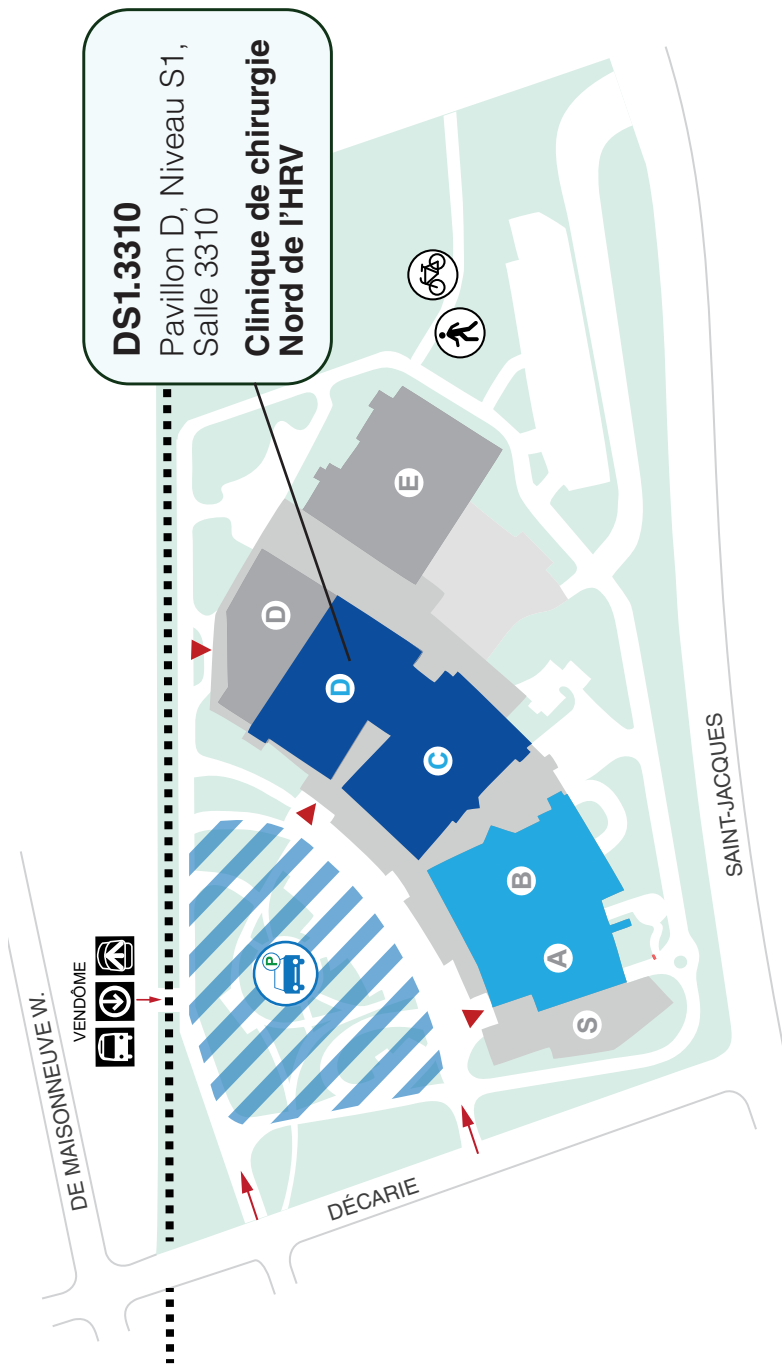 DS1.3310
Pavillon D, Niveau S1,
Salle 3310
Clinique de chirurgie
Nord de l'HRV
DE MAISONNEUVE W.
VENDÔME
P
D
E
D
C
B
A
S
DÉCARIE
SAINT-JACQUES